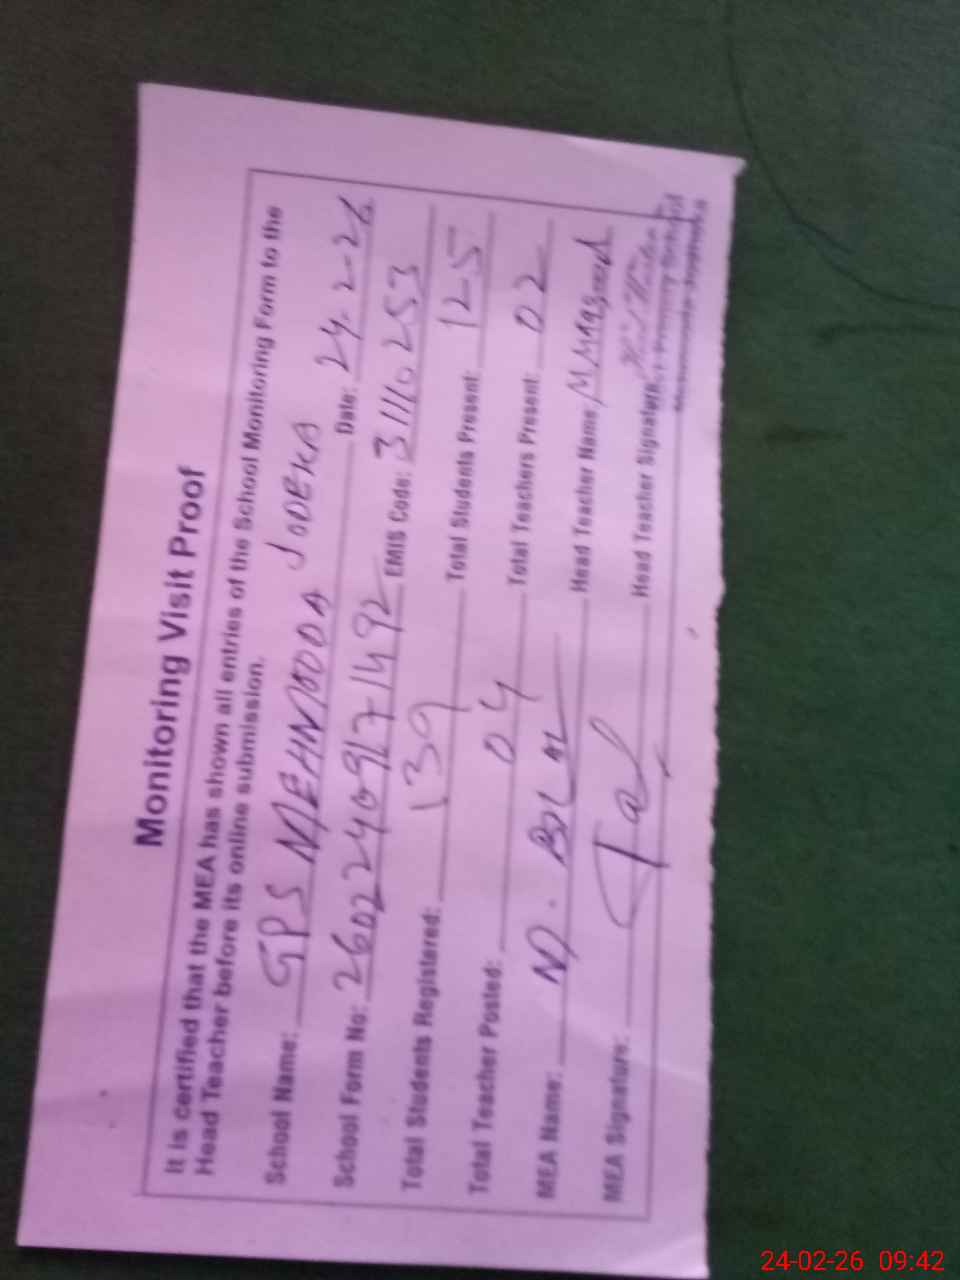 Monitoring Visit Proof
It is certified that the MEA has shown all entries of the School Monitoring Form to the
Head Teacher before its online submission.
School Name: GPS MEHMOODA JODEKA Date: 24-2-26
School Form No: EMIS Code: 31110253
Total Students Registered: 139 Total Students Present: 125
Total Teacher Posted: 04 Total Teachers Present: 02
MEA Name: M. BILAL Head Teacher Name: M Maqsood
MEA Signature: Head Teacher Signature:
Primary School
24-02-26 09:42